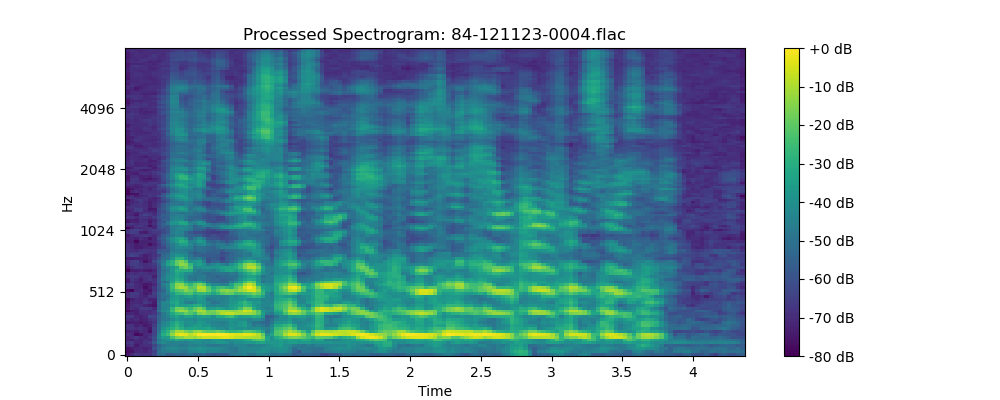 Processed Spectrogram: 84-121123-0004.flac
Hz
4096
2048
1024
512
0
0
0.5
1
1.5
2
2.5
3
3.5
4
Time
+0 dB
-10 dB
-20 dB
-30 dB
-40 dB
-50 dB
-60 dB
-70 dB
-80 dB